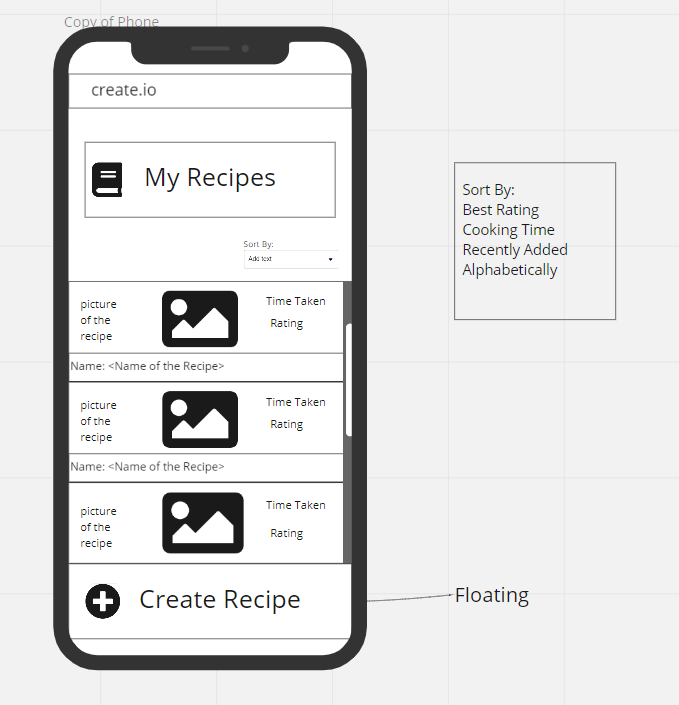 Copy of Phone
create.io
My Recipes
Sort By:
Add text
picture
of the
recipe
Time Taken
Rating
Name: <Name of the Recipe>
picture
of the
recipe
Time Taken
Rating
Name: <Name of the Recipe>
picture
of the
recipe
Time Taken
Rating
Create Recipe
Sort By:
Best Rating
Cooking Time
Recently Added
Alphabetically
Floating